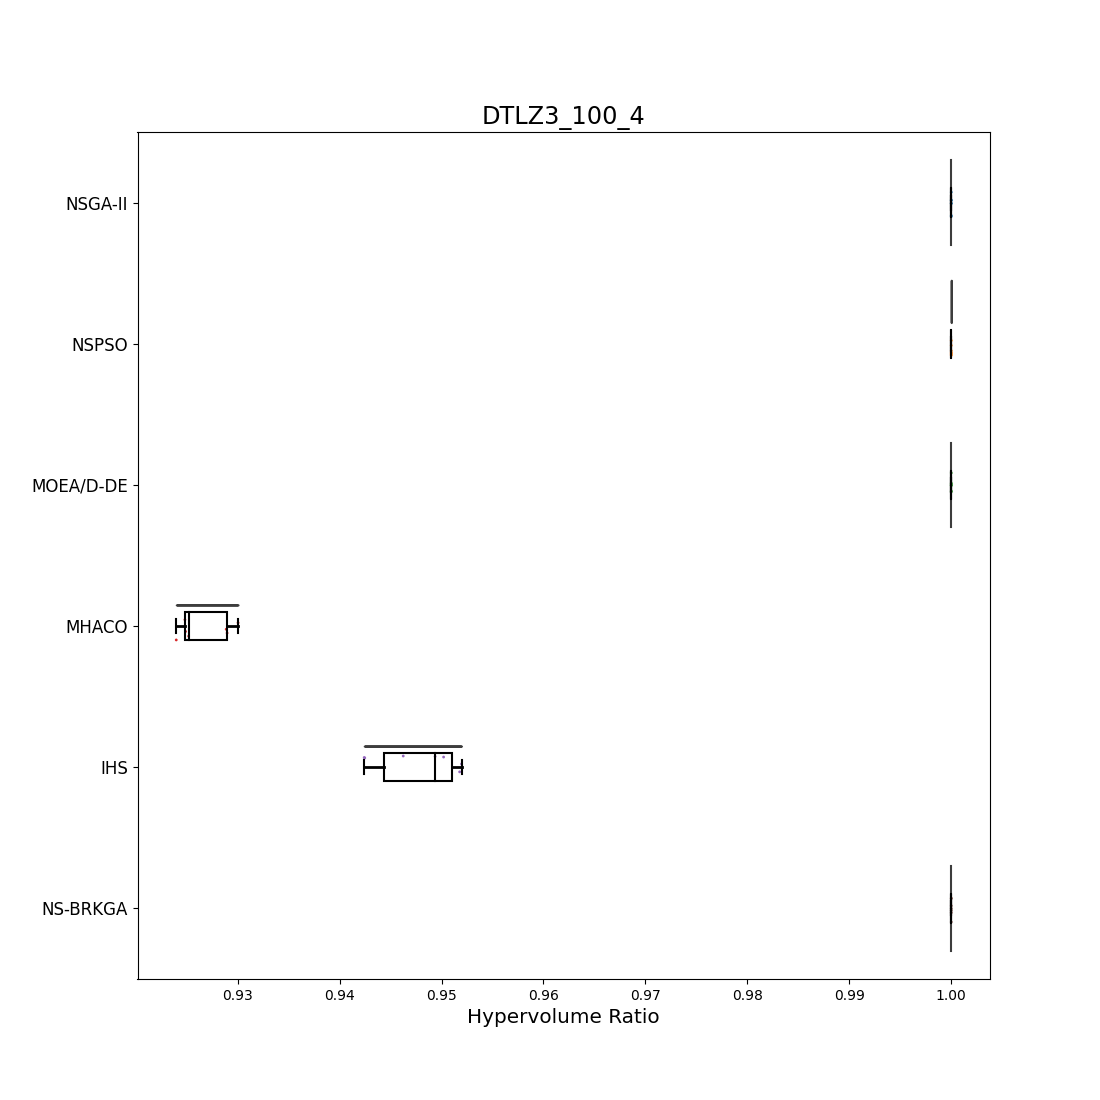 DTLZ3_100_4
NSGA-II
NSPSO
MOEA/D-DE
MHACO
IHS
NS-BRKGA
0.93 0.94 0.95 0.96 0.97 0.98 0.99 1.00
Hypervolume Ratio